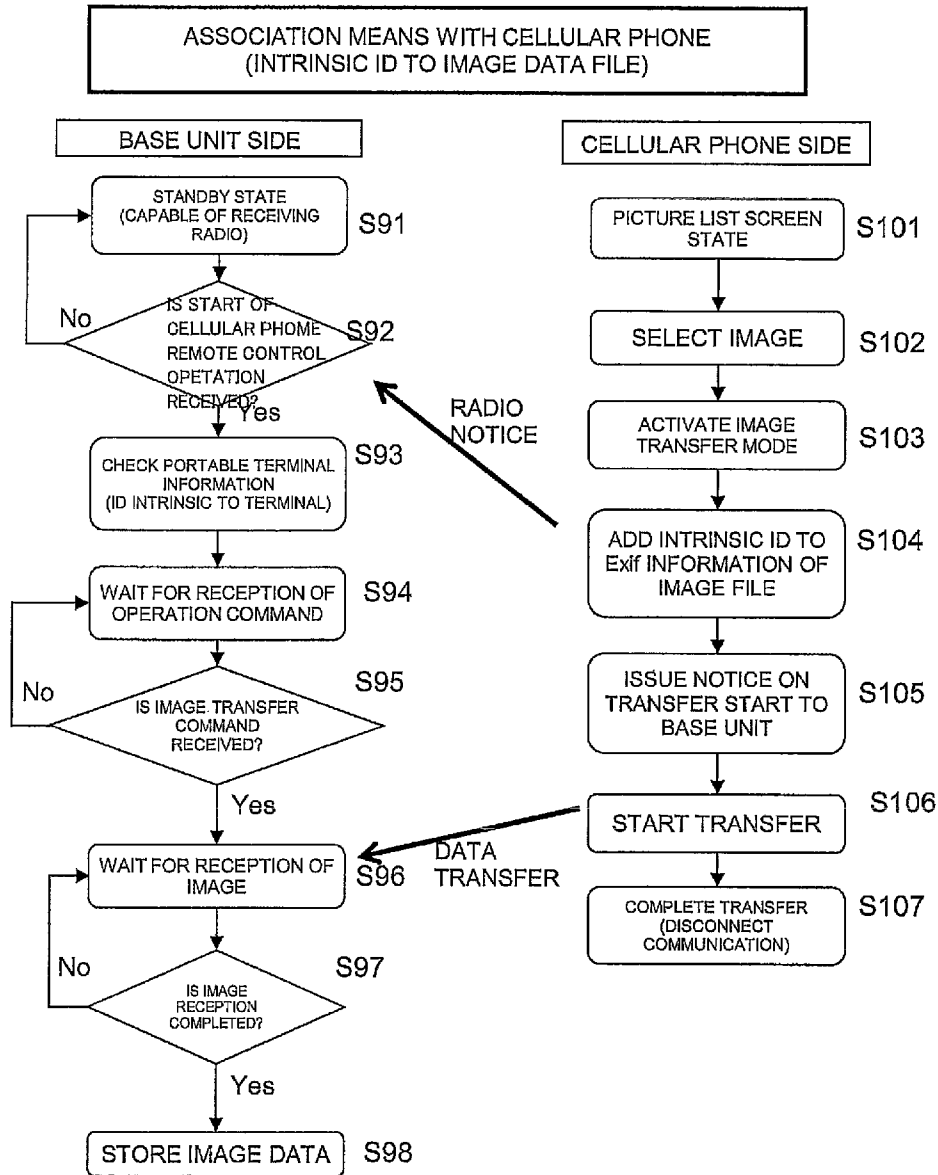 ASSOCIATION MEANS WITH CELLULAR PHONE
(INTRINSIC ID TO IMAGE DATA FILE)
BASE UNIT SIDE
STANDBY STATE
(CAPABLE OF RECEIVING
RADIO)
S91
No
IS START OF
CELLULAR PHOME
REMOTE CONTROL
OPETATION
RECEIVED?
S92
Yes
CHECK PORTABLE TERMINAL
INFORMATION
(ID INTRINSIC TO TERMINAL)
S93
WAIT FOR RECEPTION OF
OPERATION COMMAND
S94
No
IS IMAGE TRANSFER
COMMAND
RECEIVED?
S95
Yes
WAIT FOR RECEPTION OF
IMAGE
S96
No
IS IMAGE
RECEPTION
COMPLETED?
S97
Yes
STORE IMAGE DATA
S98
RADIO
NOTICE
DATA
TRANSFER
CELLULAR PHONE SIDE
PICTURE LIST SCREEN
STATE
S101
SELECT IMAGE
S102
ACTIVATE IMAGE
TRANSFER MODE
S103
ADD INTRINSIC ID TO
Exif INFORMATION OF
IMAGE FILE
S104
ISSUE NOTICE ON
TRANSFER START TO
BASE UNIT
S105
START TRANSFER
S106
COMPLETE TRANSFER
(DISCONNECT
COMMUNICATION)
S107